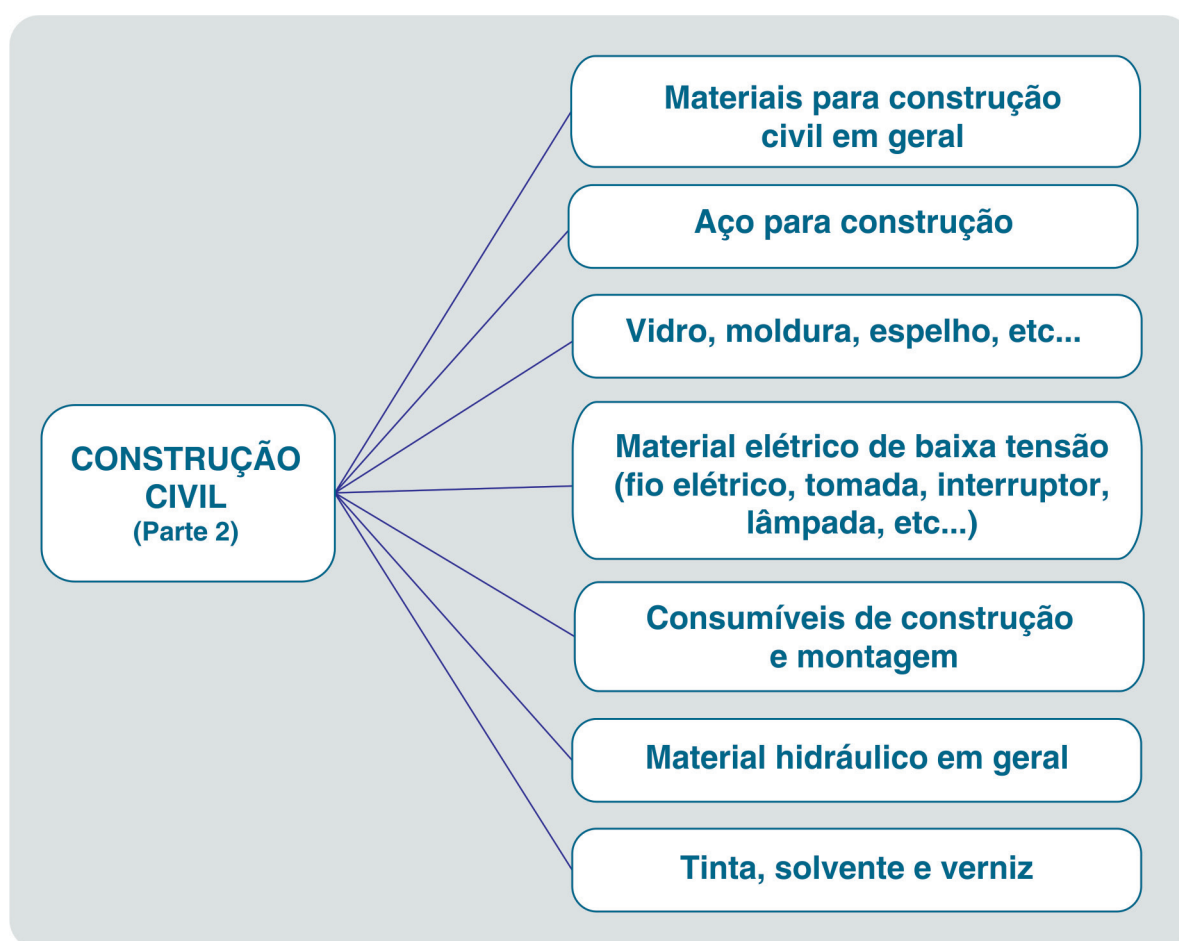 CONSTRUÇÃO
CIVIL
(Parte 2)
Materiais para construção
civil em geral
Aço para construção
Vidro, moldura, espelho, etc...
Material elétrico de baixa tensão
(fio elétrico, tomada, interruptor,
lâmpada, etc...)
Consumíveis de construção
e montagem
Material hidráulico em geral
Tinta, solvente e verniz